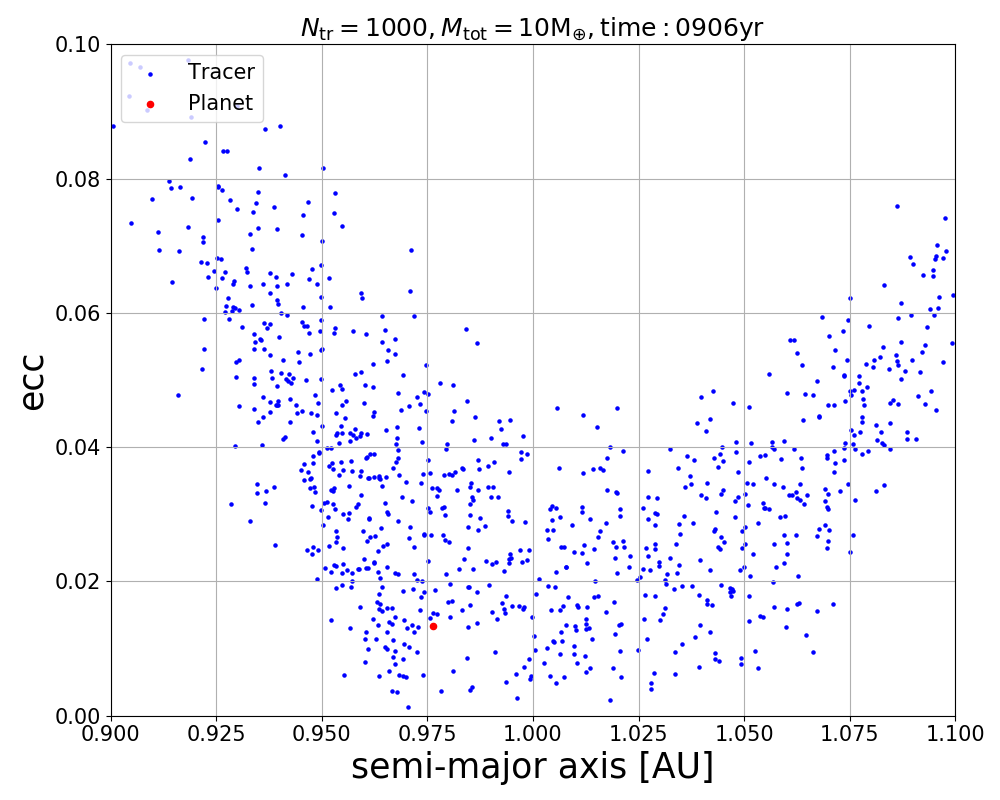 N_tr = 1000, M_tot = 10M_⊕, time : 0906yr
Tracer
Planet
ecc
0.10
0.08
0.06
0.04
0.02
0.00
0.900 0.925 0.950 0.975 1.000 1.025 1.050 1.075 1.100
semi-major axis [AU]